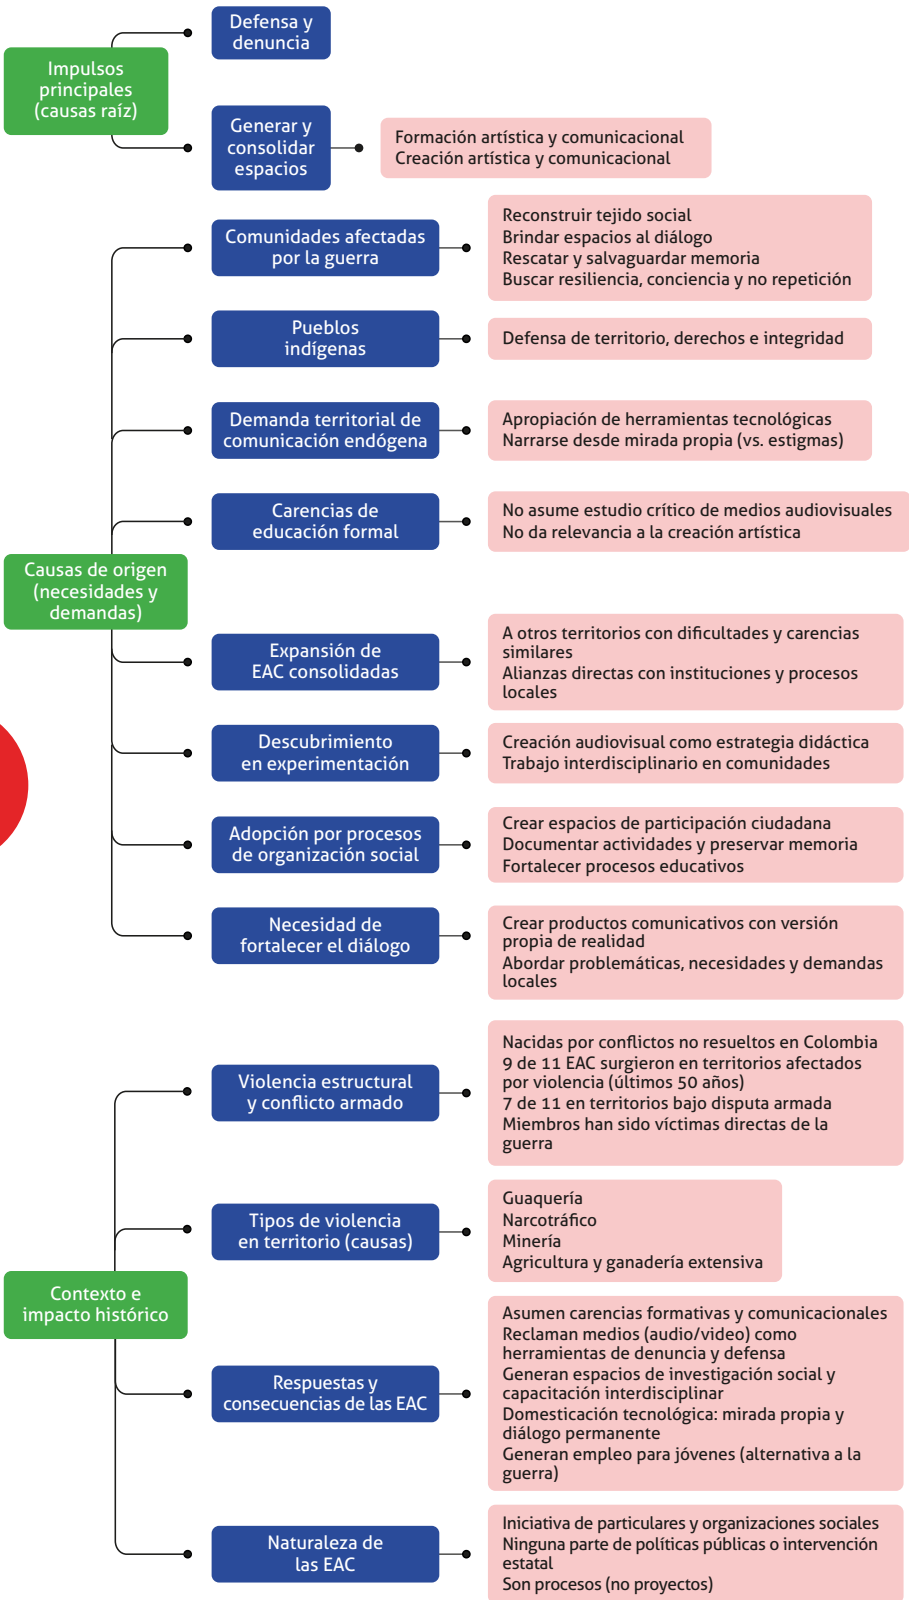 Impulsos
principales
(causas raíz)
Defensa y
denuncia
Generar y
consolidar
espacios
Formación artística y comunicacional
Creación artística y comunicacional
Causas de origen
(necesidades y
demandas)
Comunidades afectadas
por la guerra
Reconstruir tejido social
Brindar espacios al diálogo
Rescatar y salvaguardar memoria
Buscar resiliencia, conciencia y no repetición
Pueblos
indígenas
Defensa de territorio, derechos e integridad
Demanda territorial de
comunicación endógena
Apropiación de herramientas tecnológicas
Narrarse desde mirada propia (vs. estigmas)
Carencias de
educación formal
No asume estudio crítico de medios audiovisuales
No da relevancia a la creación artística
Expansión de
EAC consolidadas
A otros territorios con dificultades y carencias
similares
Alianzas directas con instituciones y procesos
locales
Descubrimiento
en experimentación
Creación audiovisual como estrategia didáctica
Trabajo interdisciplinario en comunidades
Adopción por procesos
de organización social
Crear espacios de participación ciudadana
Documentar actividades y preservar memoria
Fortalecer procesos educativos
Necesidad de
fortalecer el diálogo
Crear productos comunicativos con versión
propia de realidad
Abordar problemáticas, necesidades y demandas
locales
Contexto e
impacto histórico
Violencia estructural
y conflicto armado
Nacidas por conflictos no resueltos en Colombia
9 de 11 EAC surgieron en territorios afectados
por violencia (últimos 50 años)
7 de 11 en territorios bajo disputa armada
Miembros han sido víctimas directas de la
guerra
Tipos de violencia
en territorio (causas)
Guaquería
Narcotráfico
Minería
Agricultura y ganadería extensiva
Respuestas y
consecuencias de las EAC
Asumen carencias formativas y comunicacionales
Reclaman medios (audio/video) como
herramientas de denuncia y defensa
Generan espacios de investigación social y
capacitación interdisciplinar
Domesticación tecnológica: mirada propia y
diálogo permanente
Generan empleo para jóvenes (alternativa a la
guerra)
Naturaleza de
las EAC
Iniciativa de particulares y organizaciones sociales
Ninguna parte de políticas públicas o intervención
estatal
Son procesos (no proyectos)